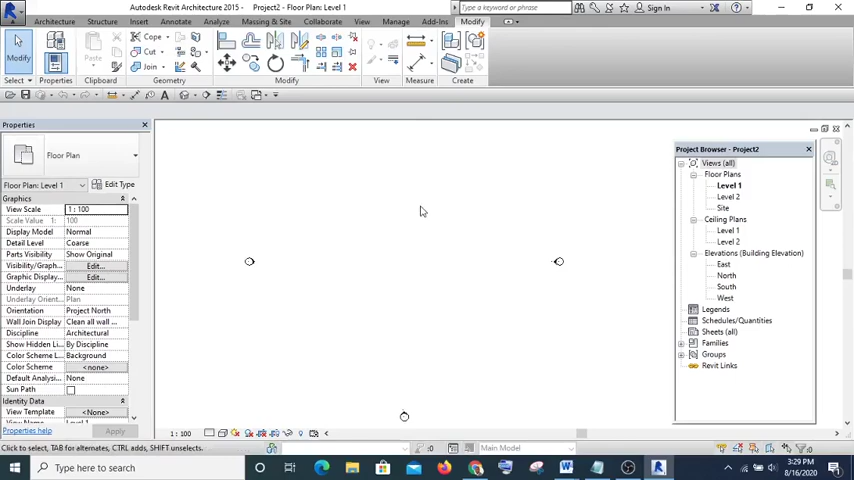 Autodesk Revit Architecture 2015 - Project2 - Floor Plan: Level 1
Type a keyword or phrase
Sign In
Architecture Structure Insert Annotate Analyze Massing & Site Collaborate View Manage Add-Ins Modify
Modify
Select
Properties
Paste
Clipboard
Cope
Cut
Join
Geometry
Modify
View
Measure
Create
Properties
Floor Plan
Floor Plan: Level 1
Edit Type
Graphics
View Scale 1 : 100
Scale Value 1: 100
Display Model Normal
Detail Level Coarse
Parts Visibility Show Original
Visibility/Graph... Edit...
Graphic Display... Edit...
Underlay None
Underlay Orient... Plan
Orientation Project North
Wall Join Display Clean all wall ...
Discipline Architectural
Show Hidden Li... By Discipline
Color Scheme L... Background
Color Scheme <none>
Default Analysi... None
Sun Path
Identity Data
View Template <None>
View Name Level 1
Properties help
Apply
Project Browser - Project2
Views (all)
Floor Plans
Level 1
Level 2
Site
Ceiling Plans
Level 1
Level 2
Elevations (Building Elevation)
East
North
South
West
Legends
Schedules/Quantities
Sheets (all)
Families
Groups
Revit Links
1 : 100
Click to select, TAB for alternates, CTRL adds, SHIFT unselects.
:0
Main Model
:0
Type here to search
3:29 PM
8/16/2020